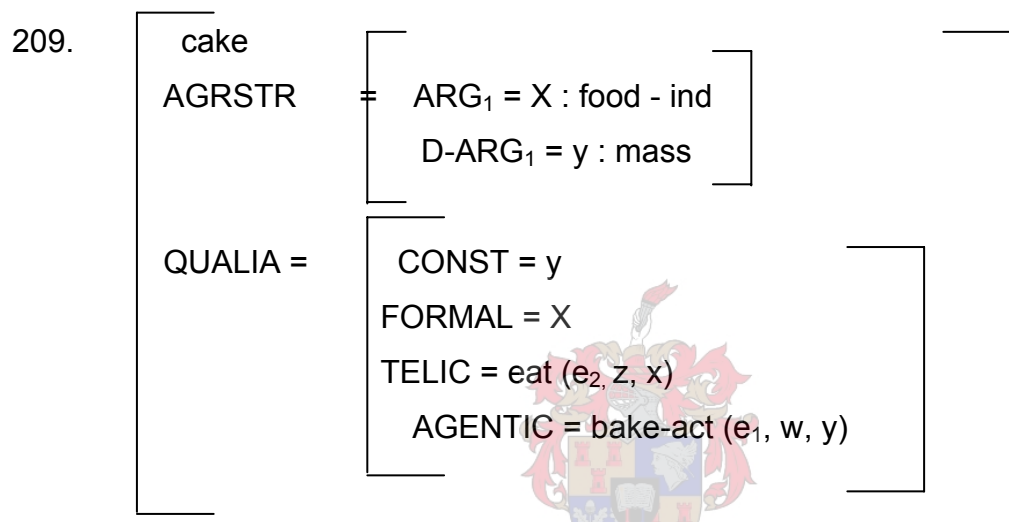 209. cake
AGRSTR = ARG₁ = X : food - ind
D-ARG₁ = y : mass
QUALIA = CONST = y
FORMAL = X
TELIC = eat (e₂, z, x)
AGENTIC = bake-act (e₁, w, y)